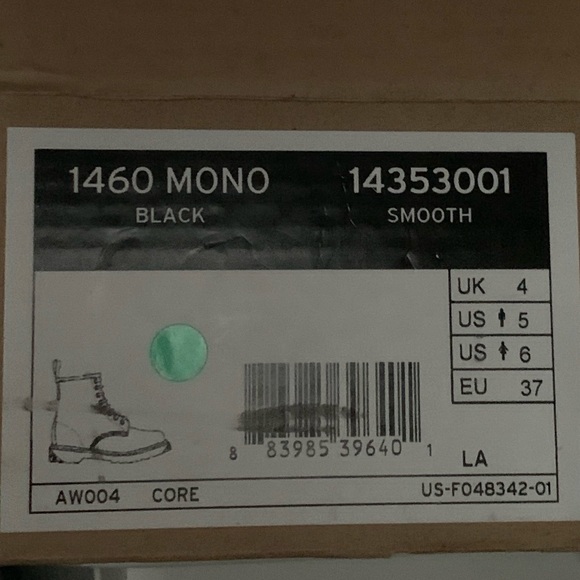 1460 MONO 14353001
BLACK SMOOTH
UK 4
US 5
US 6
EU 37
8 83985 39640 1
LA
AW004 CORE US-F048342-01